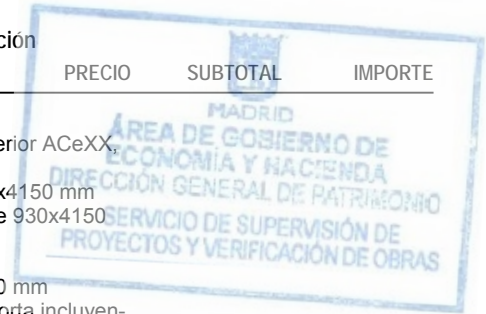 ción
PRECIO SUBTOTAL IMPORTE
MADRID
erior ACeXX,
ÁREA DE GOBIERNO DE
ECONOMÍA Y HACIENDA
x4150 mm
DIRECCIÓN GENERAL DE PATRIMONIO
e 930x4150
SERVICIO DE SUPERVISIÓN DE
PROYECTOS Y VERIFICACIÓN DE OBRAS
0 mm
orta incluyen-